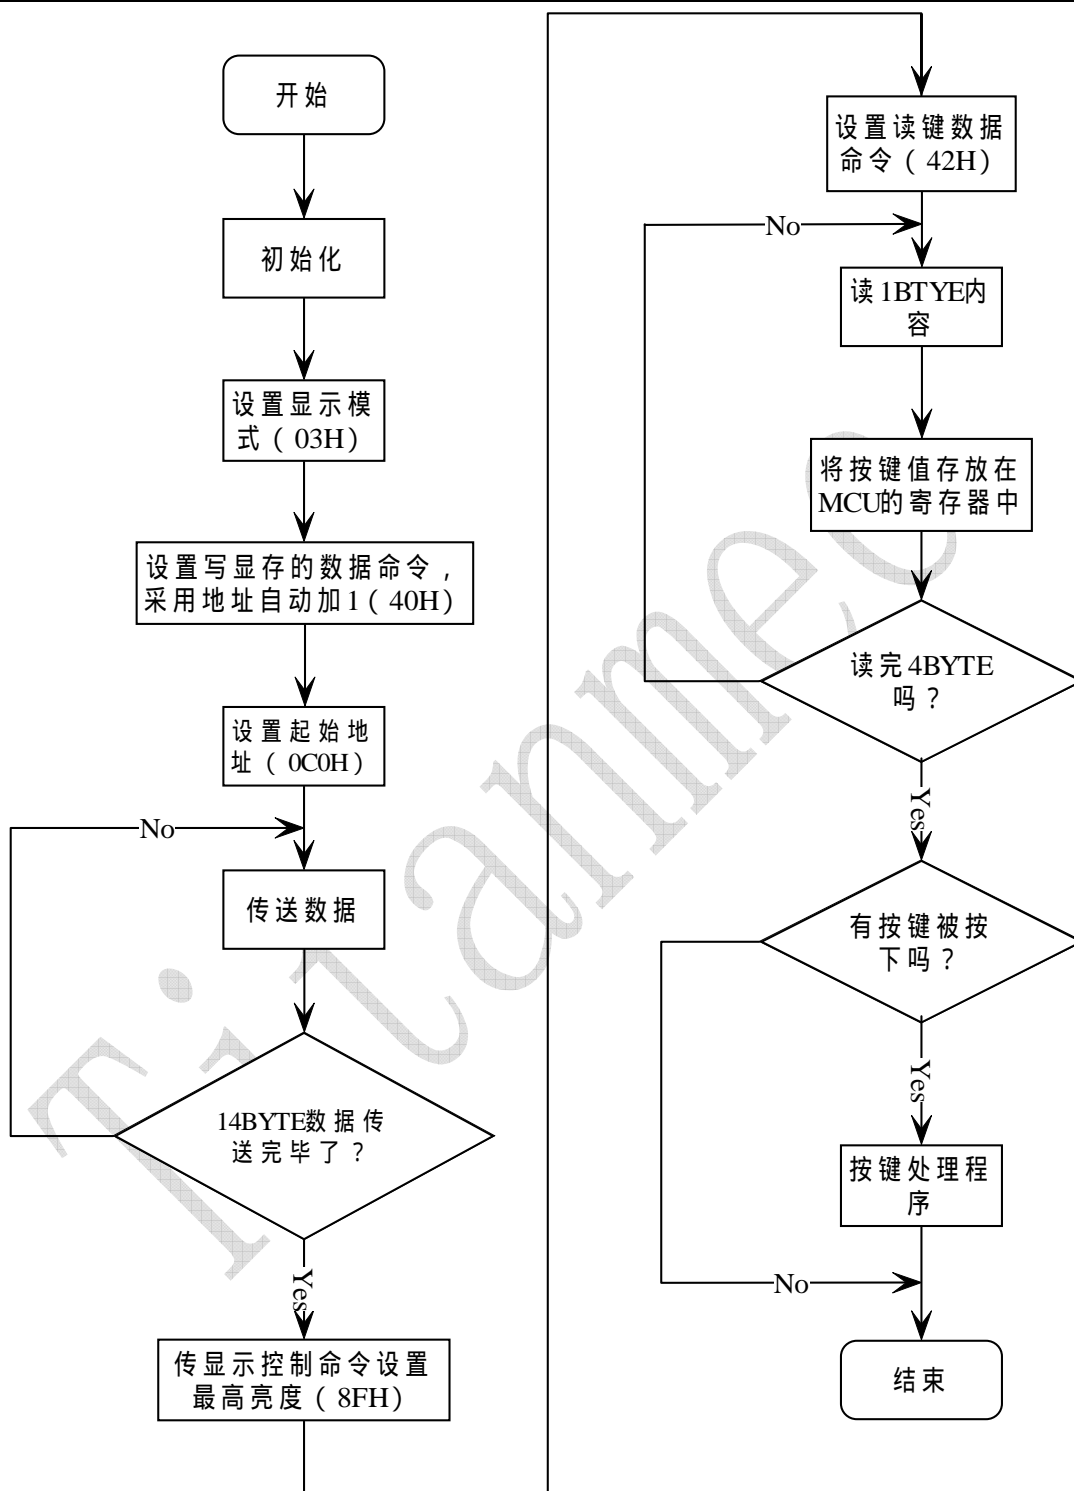 开始
初始化
设置显示模
式（03H）
设置写显存的数据命令，
采用地址自动加1（40H）
设置起始地
址（0C0H）
No
传送数据
14BYTE数据传
送完毕了？
Yes
传显示控制命令设置
最高亮度（8FH）
设置读键数据
命令（42H）
No
读1BTYE内
容
将按键值存放在
MCU的寄存器中
读完4BYTE
吗？
Yes
有按键被按
下吗？
Yes
按键处理程
序
No
结束
Titanmec